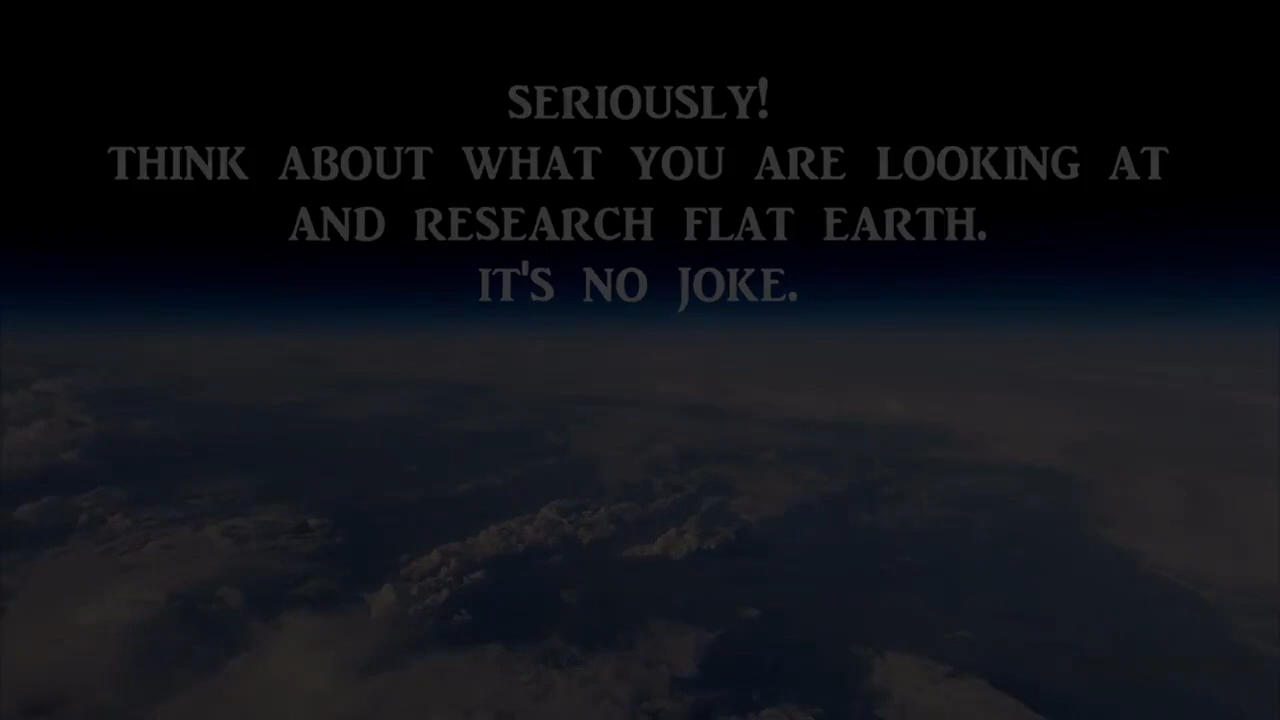 SERIOUSLY!
THINK ABOUT WHAT YOU ARE LOOKING AT
AND RESEARCH FLAT EARTH.
IT'S NO JOKE.